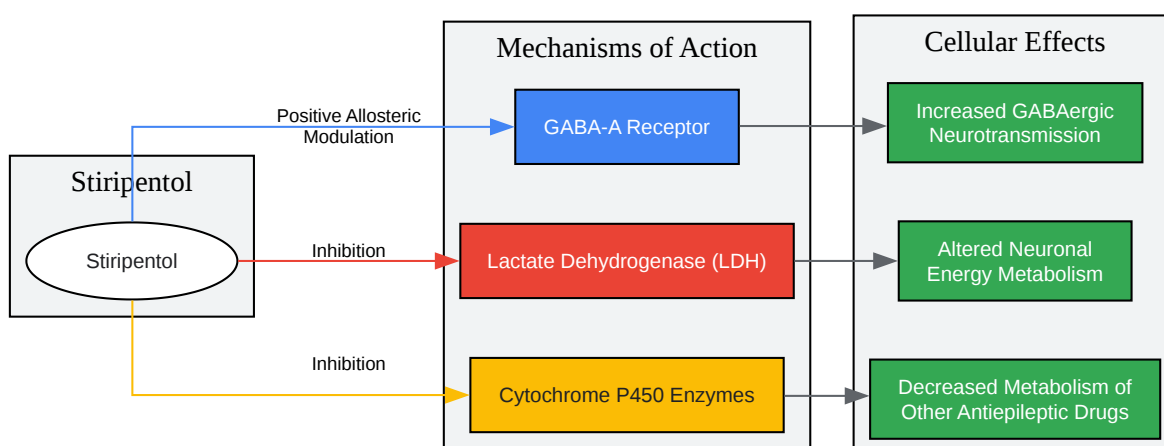 Mechanisms of Action
Cellular Effects
Positive Allosteric
Modulation
GABA-A Receptor
Increased GABAergic
Neurotransmission
Stiripentol
Stiripentol
Inhibition
Lactate Dehydrogenase (LDH)
Altered Neuronal
Energy Metabolism
Inhibition
Cytochrome P450 Enzymes
Decreased Metabolism of
Other Antiepileptic Drugs